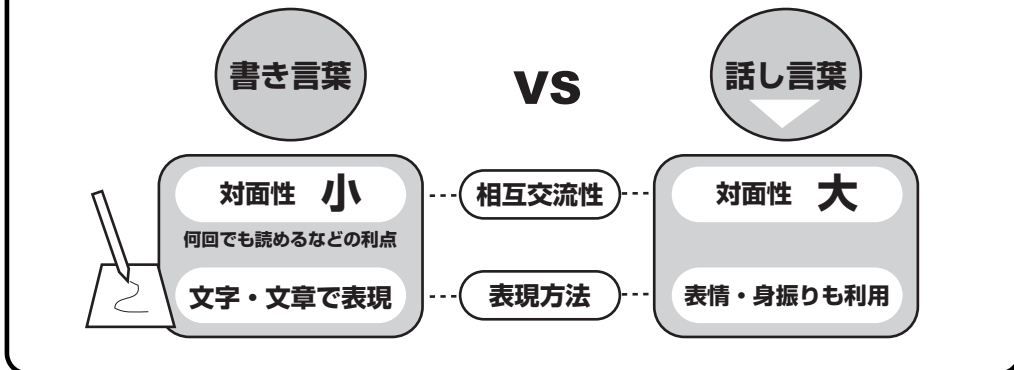 書き言葉 VS 話し言葉
対面性 小 相互交流性 対面性 大
何回でも読めるなどの利点
文字・文章で表現 表現方法 表情・身振りも利用